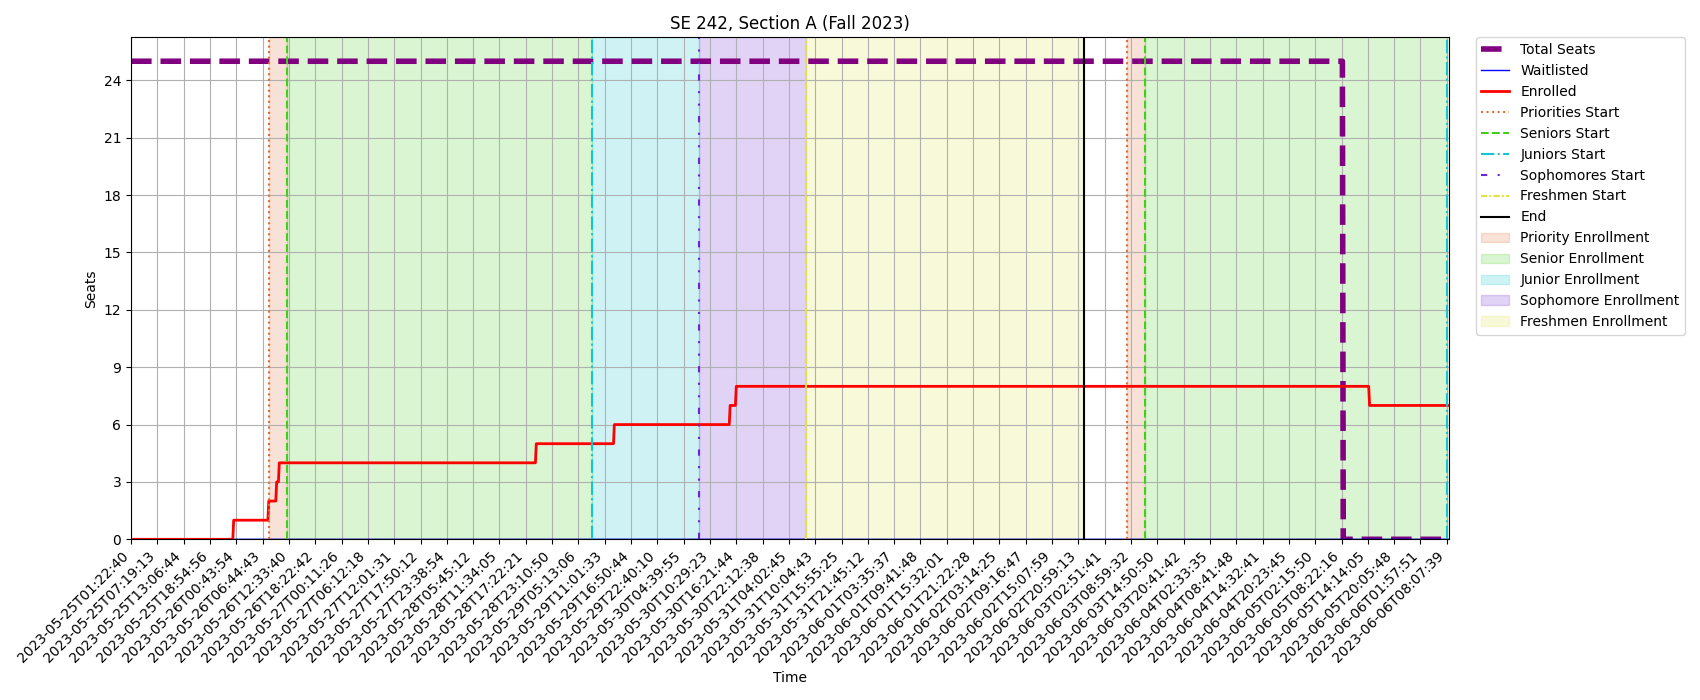 SE 242, Section A (Fall 2023)
Seats
24
21
18
15
12
9
6
3
0
2023-05-25T01:22:40
2023-05-25T07:19:13
2023-05-25T13:06:44
2023-05-25T18:54:56
2023-05-26T00:43:54
2023-05-26T06:44:43
2023-05-26T12:33:40
2023-05-26T18:22:42
2023-05-27T00:11:26
2023-05-27T06:12:18
2023-05-27T12:01:31
2023-05-27T17:50:12
2023-05-27T23:38:54
2023-05-28T05:45:12
2023-05-28T11:34:05
2023-05-28T17:22:21
2023-05-28T23:10:50
2023-05-29T05:13:06
2023-05-29T11:01:33
2023-05-29T16:50:44
2023-05-29T22:40:10
2023-05-30T04:39:55
2023-05-30T10:29:23
2023-05-30T16:21:44
2023-05-30T22:12:38
2023-05-31T04:02:45
2023-05-31T10:04:43
2023-05-31T15:55:25
2023-05-31T21:45:12
2023-06-01T03:35:37
2023-06-01T09:41:48
2023-06-01T15:32:01
2023-06-01T21:22:28
2023-06-02T03:14:25
2023-06-02T09:16:47
2023-06-02T15:07:59
2023-06-02T20:59:13
2023-06-03T02:51:41
2023-06-03T08:59:32
2023-06-03T14:50:50
2023-06-03T20:41:42
2023-06-04T02:33:35
2023-06-04T08:41:48
2023-06-04T14:32:41
2023-06-04T20:23:45
2023-06-05T02:15:50
2023-06-05T08:22:16
2023-06-05T14:14:05
2023-06-05T20:05:48
2023-06-06T01:57:51
2023-06-06T08:07:39
Time
Total Seats
Waitlisted
Enrolled
Priorities Start
Seniors Start
Juniors Start
Sophomores Start
Freshmen Start
End
Priority Enrollment
Senior Enrollment
Junior Enrollment
Sophomore Enrollment
Freshmen Enrollment